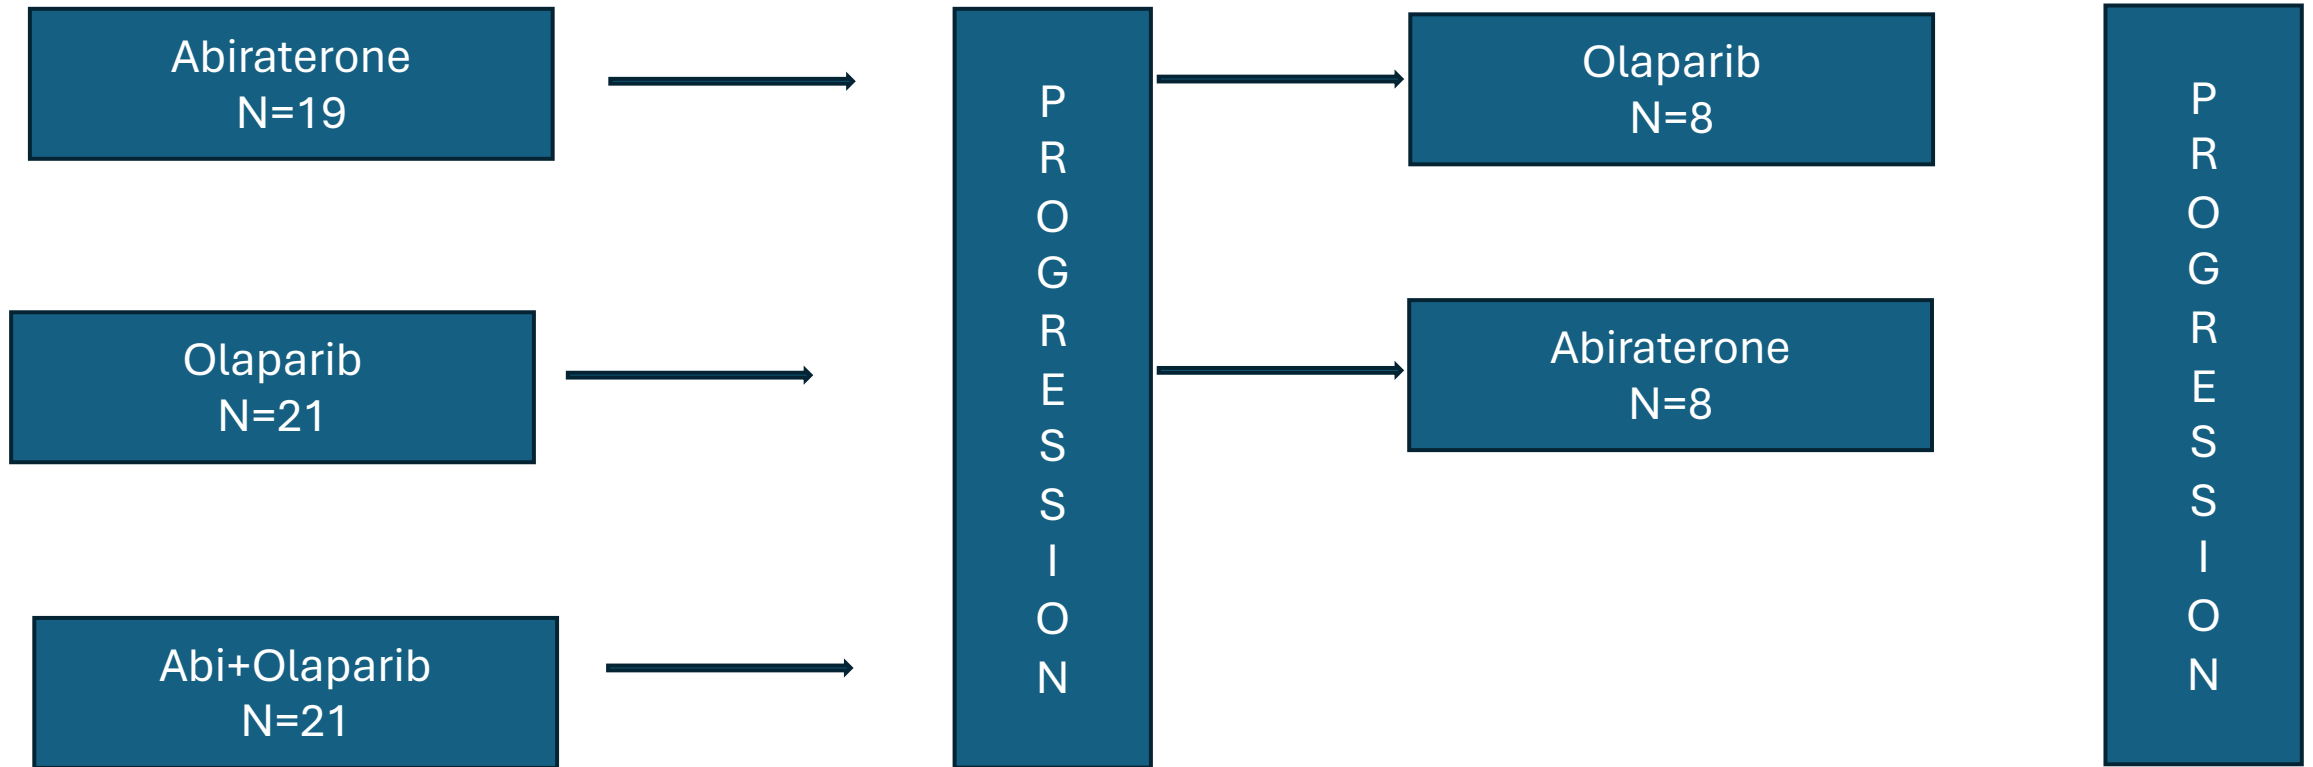 Abiraterone
N=19
Olaparib
N=21
Abi+Olaparib
N=21
P
R
O
G
R
E
S
S
I
O
N
Olaparib
N=8
Abiraterone
N=8
P
R
O
G
R
E
S
S
I
O
N